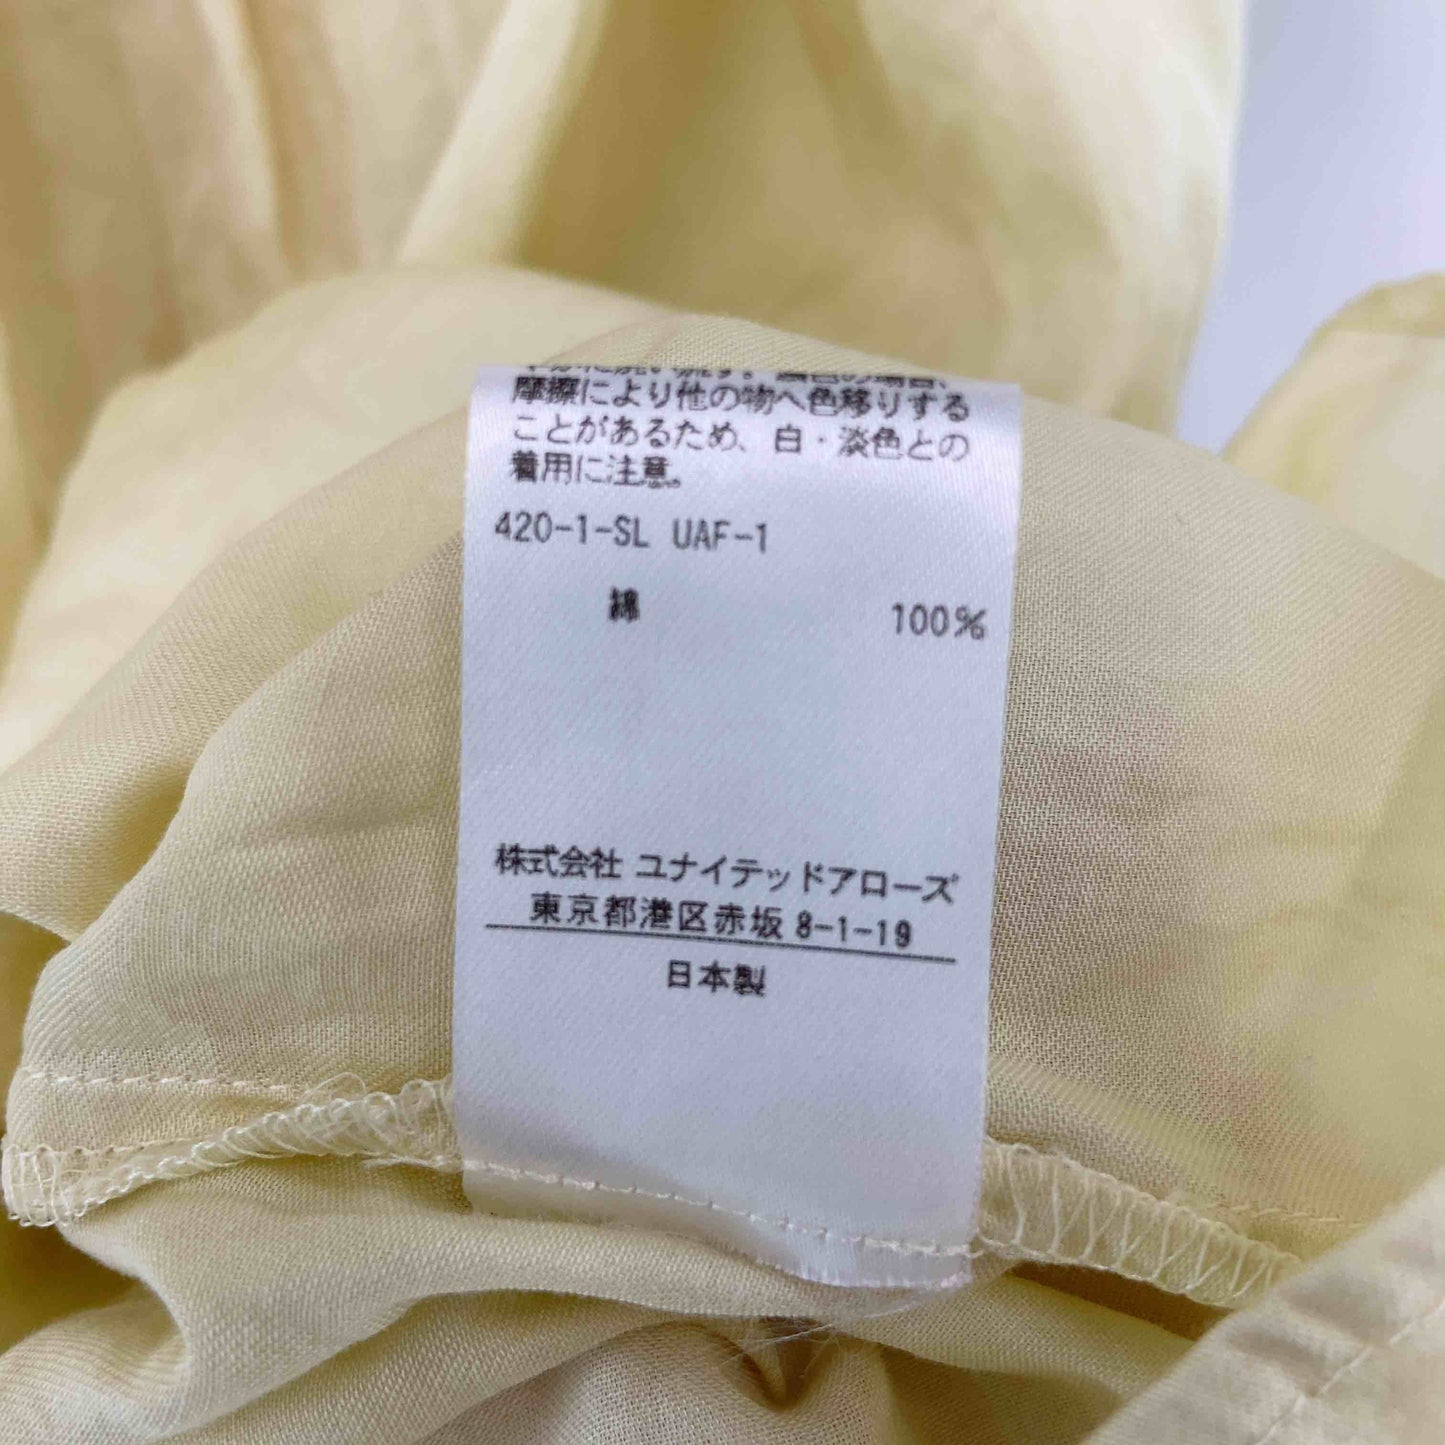 摩擦により他の物へ色移りする
ことがあるため、白・淡色との
着用に注意。
420-1-SL UAF-1
綿 100%
株式会社 ユナイテッドアローズ
東京都港区赤坂 8-1-19
日本製